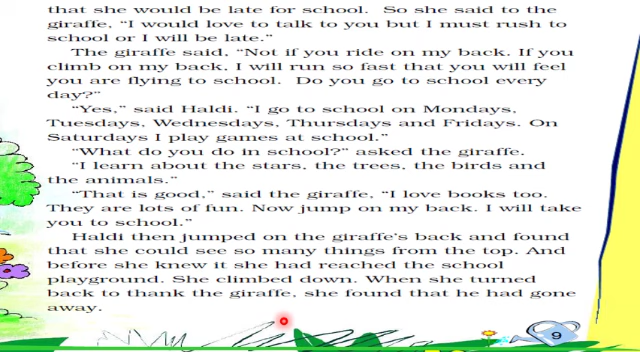 that she would be late for school.  So she said to the
giraffe, “I would love to talk to you but I must rush to
school or I will be late.”
The giraffe said, “Not if you ride on my back. If you
climb on my back, I will run so fast that you will feel
you are flying to school.  Do you go to school every
day?”
“Yes,” said Haldi. “I go to school on Mondays,
Tuesdays, Wednesdays, Thursdays and Fridays. On
Saturdays I play games at school.”
“What do you do in school?” asked the giraffe.
“I learn about the stars, the trees, the birds and
the animals.”
“That is good,” said the giraffe, “I love books too.
They are lots of fun. Now jump on my back. I will take
you to school.”
Haldi then jumped on the giraffe’s back and found
that she could see so many things from the top. And
before she knew it she had reached the school
playground. She climbed down. When she turned
back to thank the giraffe, she found that he had gone
away.
9